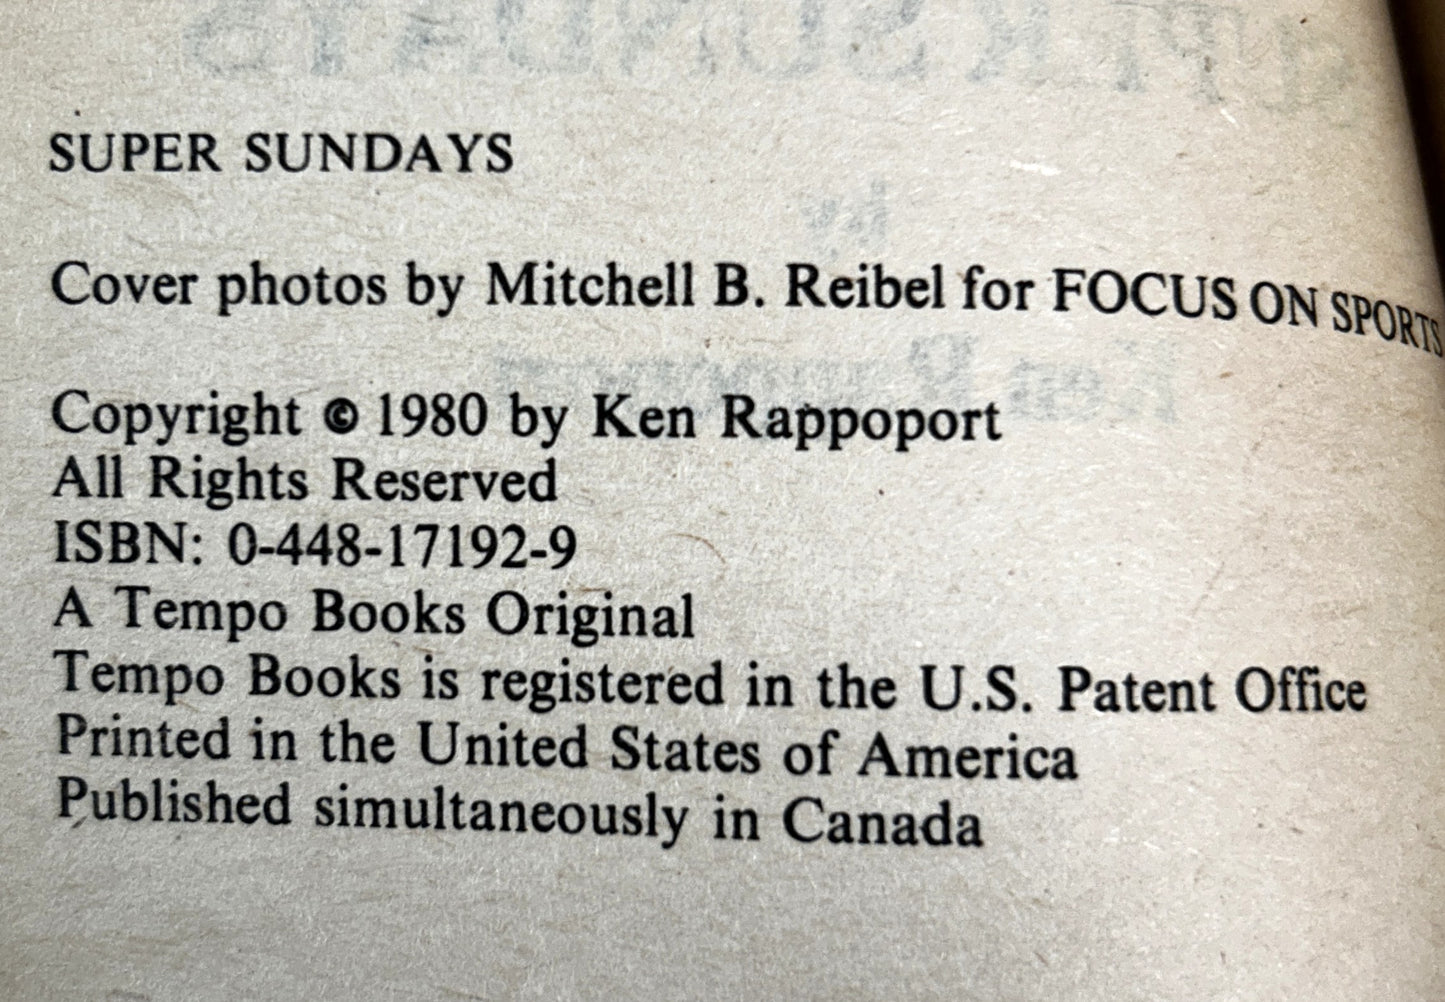 SUPER SUNDAYS
Cover photos by Mitchell B. Reibel for FOCUS ON SPORTS
Copyright © 1980 by Ken Rappoport
All Rights Reserved
ISBN: 0-448-17192-9
A Tempo Books Original
Tempo Books is registered in the U.S. Patent Office
Printed in the United States of America
Published simultaneously in Canada